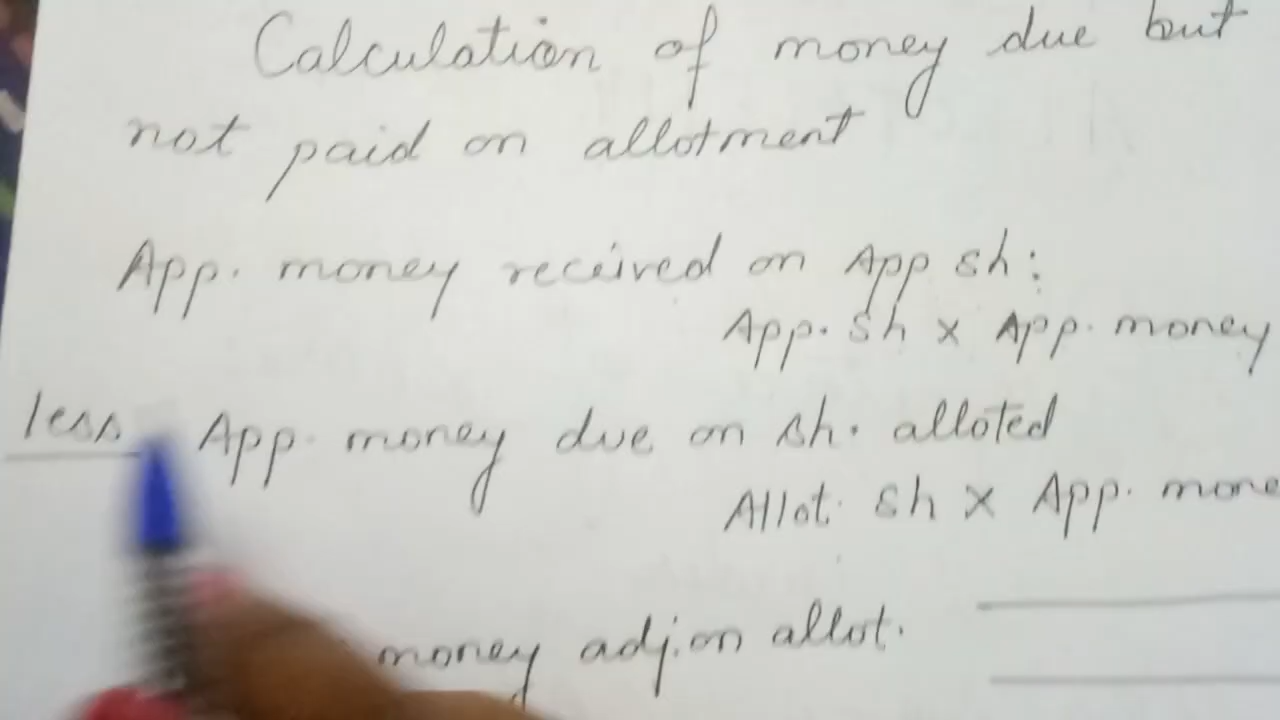 Calculation of money due but
not paid on allotment
App. money received on App sh:
App. sh x App. money
less App. money due on sh. alloted
Allot. sh x App. mone
money adj. on allot.